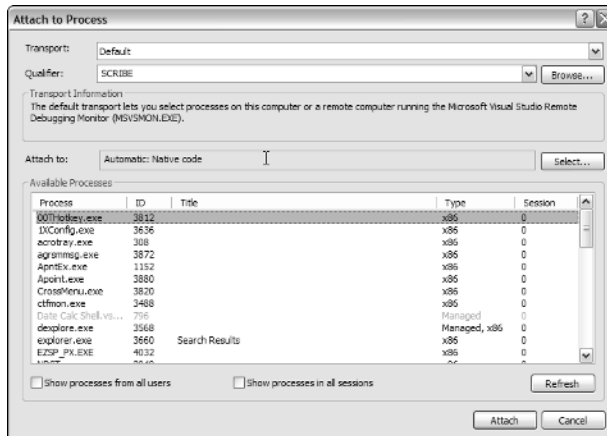 Attach to Process
Transport: Default
Qualifier: SCRIBE Browse...
Transport Information
The default transport lets you select processes on this computer or a remote computer running the Microsoft Visual Studio Remote
Debugging Monitor (MSVSMON.EXE).
Attach to: Automatic: Native code Select...
Available Processes
Process ID Title Type Session
00THotkey.exe 3812 x86 0
1XConfig.exe 3636 x86 0
acrotray.exe 308 x86 0
agrsmmsg.exe 3872 x86 0
ApntEx.exe 1152 x86 0
Apoint.exe 3880 x86 0
CrossMenu.exe 3820 x86 0
ctfmon.exe 3488 x86 0
Date Calc Shell.vs... 796 Managed 0
dexplore.exe 3568 Managed, x86 0
explorer.exe 3660 Search Results x86 0
EZSP_PX.EXE 4032 x86 0
Show processes from all users Show processes in all sessions Refresh
Attach Cancel